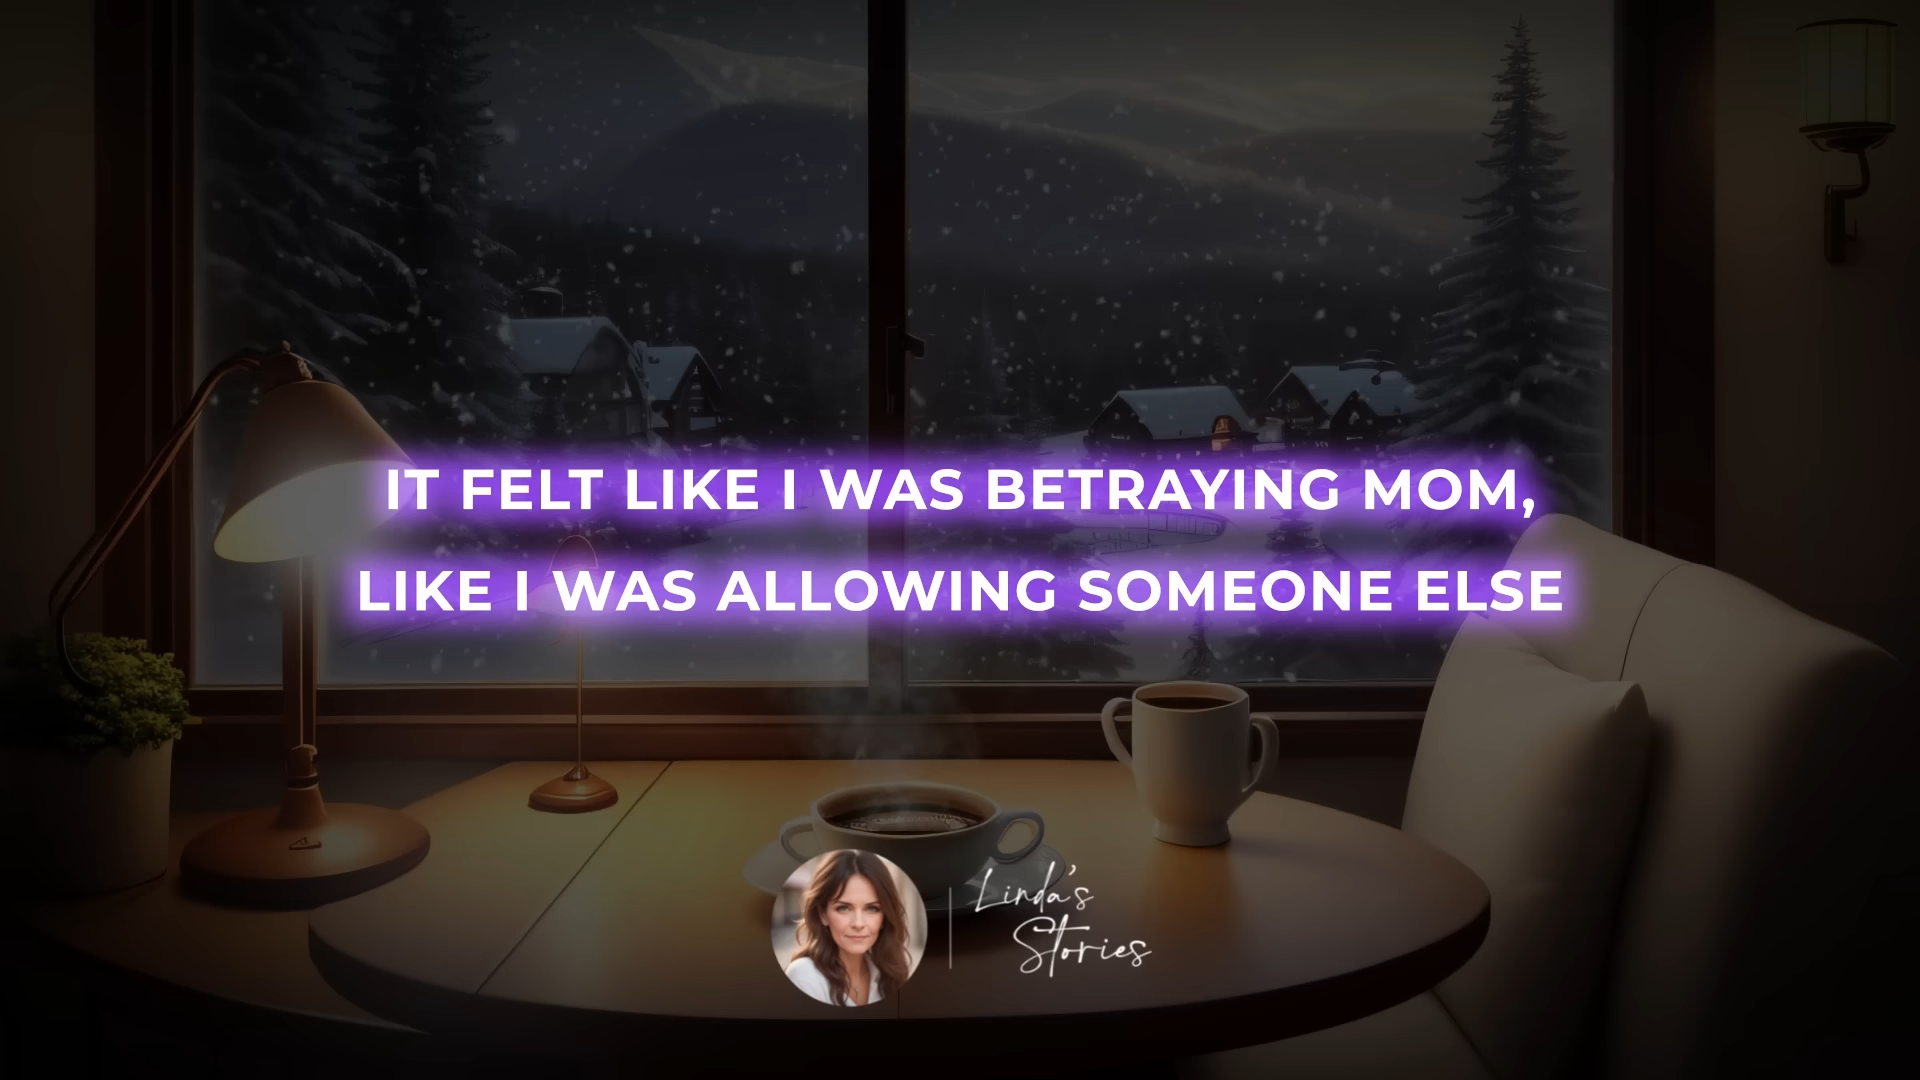 IT FELT LIKE I WAS BETRAYING MOM,
LIKE I WAS ALLOWING SOMEONE ELSE
Linda's
Stories